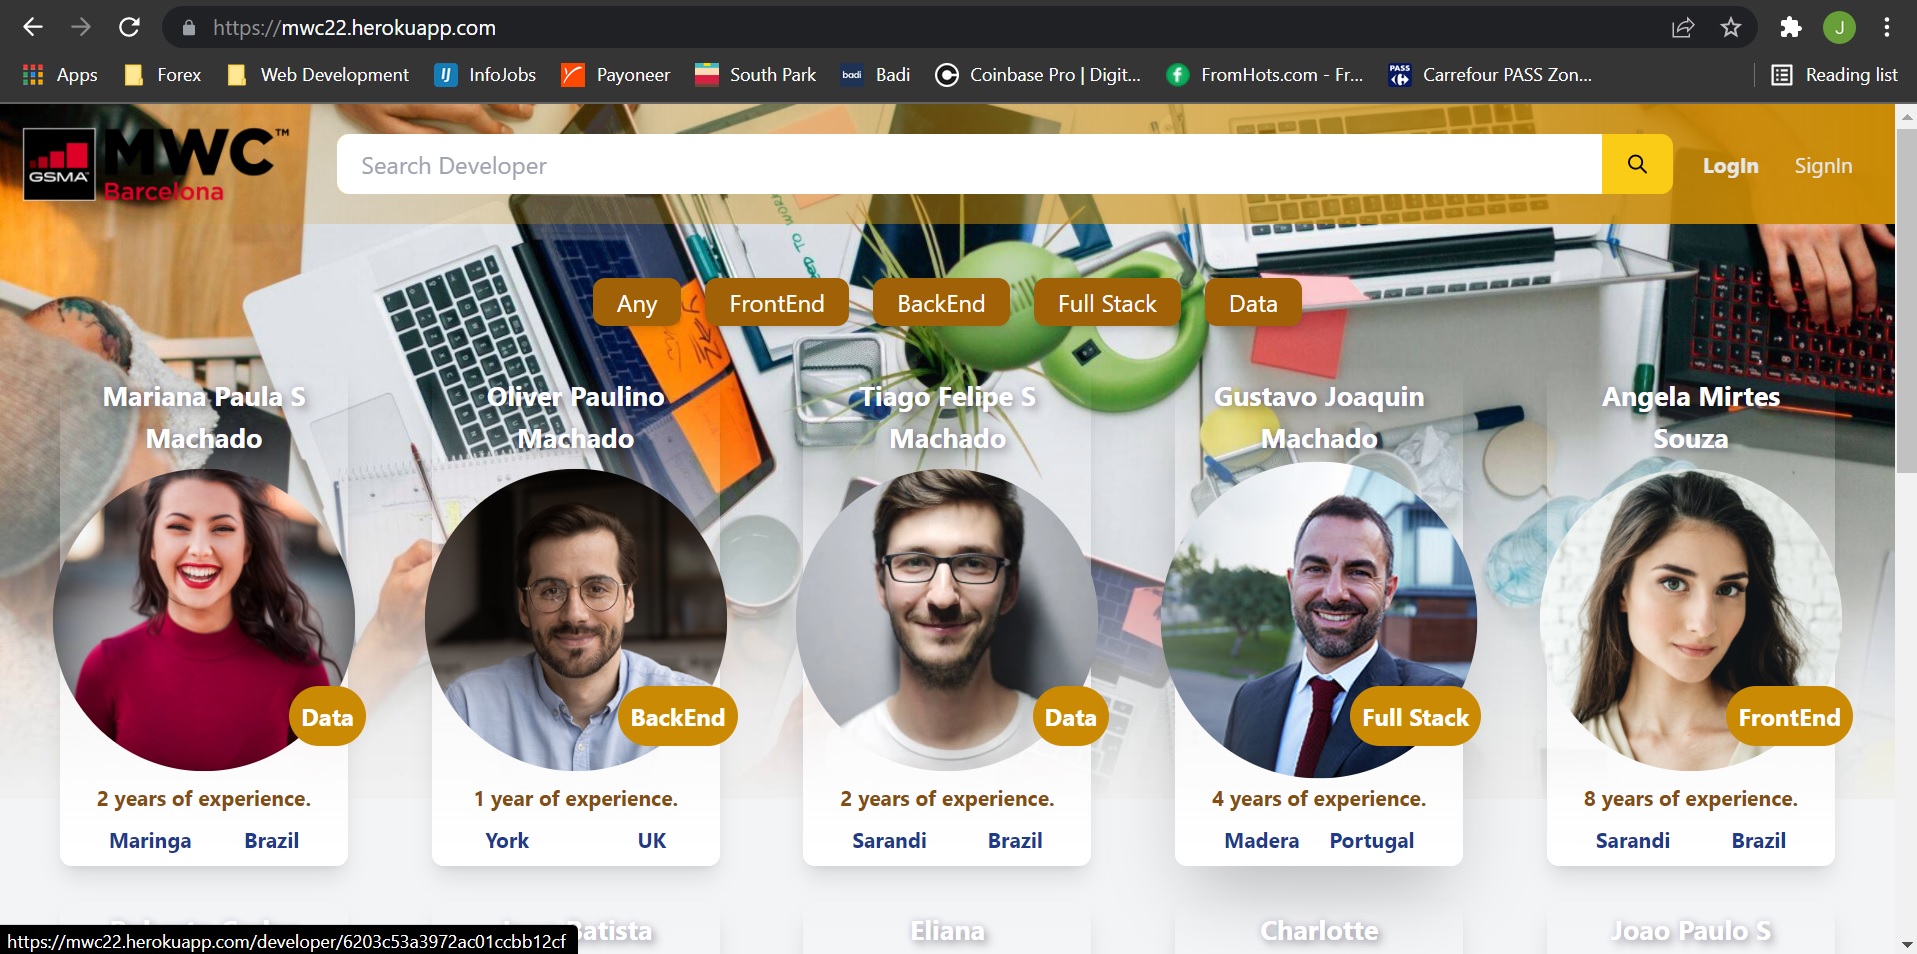 https://mwc22.herokuapp.com
J
Apps Forex Web Development InfoJobs Payoneer South Park badi Badi Coinbase Pro | Digit... FromHots.com - Fr... PASS Carrefour PASS Zon... Reading list
GSMA MWC™
Barcelona
Search Developer
LogIn SignIn
Any FrontEnd BackEnd Full Stack Data
Mariana Paula S
Machado
Oliver Paulino
Machado
Tiago Felipe S
Machado
Gustavo Joaquin
Machado
Angela Mirtes
Souza
Data BackEnd Data Full Stack FrontEnd
2 years of experience. 1 year of experience. 2 years of experience. 4 years of experience. 8 years of experience.
Maringa Brazil York UK Sarandi Brazil Madera Portugal Sarandi Brazil
Batista Eliana Charlotte Joao Paulo S
https://mwc22.herokuapp.com/developer/6203c53a3972ac01ccbb12cf